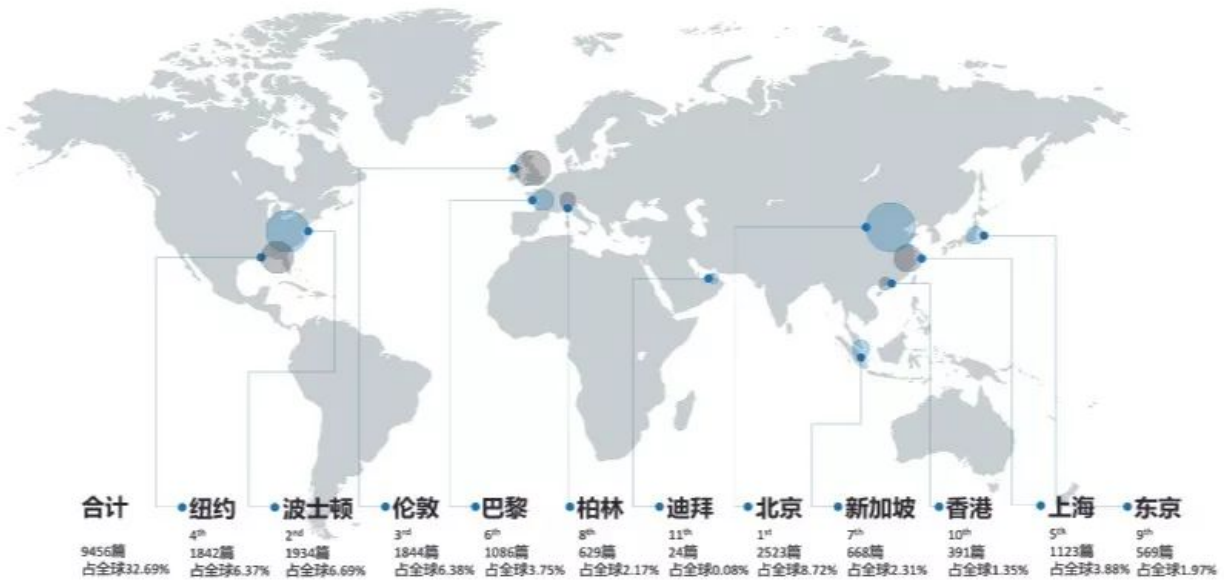 合计 纽约 波士顿 伦敦 巴黎 柏林 迪拜 北京 新加坡 香港 上海 东京
4th 2nd 3rd 6th 8th 11th 1st 7th 10th 5th 9th
9456篇 1842篇 1934篇 1844篇 1086篇 629篇 24篇 2523篇 668篇 391篇 1123篇 569篇
占全球32.69% 占全球6.37% 占全球6.69% 占全球6.38% 占全球3.75% 占全球2.17% 占全球0.08% 占全球8.72% 占全球2.31% 占全球1.35% 占全球3.88% 占全球1.97%